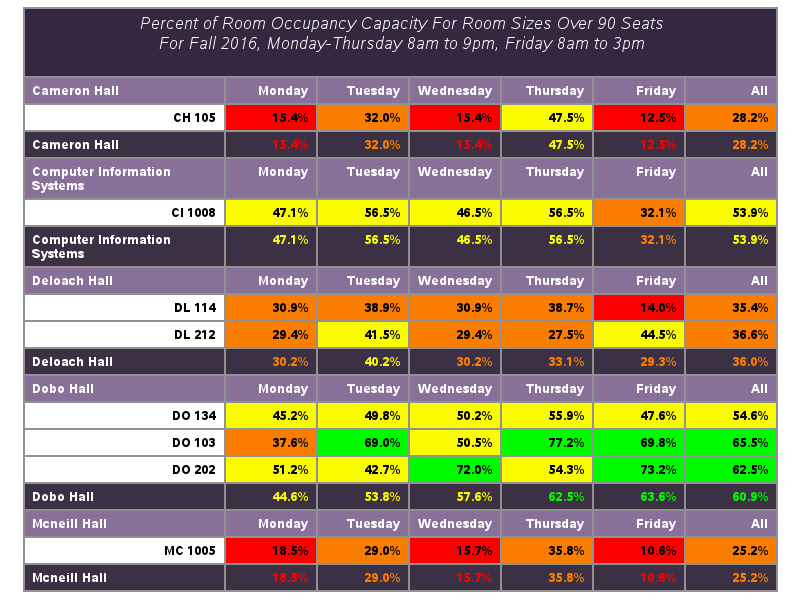 Percent of Room Occupancy Capacity For Room Sizes Over 90 Seats
For Fall 2016, Monday-Thursday 8am to 9pm, Friday 8am to 3pm
Cameron Hall Monday Tuesday Wednesday Thursday Friday All
CH 105 15.4% 32.0% 15.4% 47.5% 12.5% 28.2%
Cameron Hall 15.4% 32.0% 15.4% 47.5% 12.5% 28.2%
Computer Information Monday Tuesday Wednesday Thursday Friday All
Systems
CI 1008 47.1% 56.5% 46.5% 56.5% 32.1% 53.9%
Computer Information 47.1% 56.5% 46.5% 56.5% 32.1% 53.9%
Systems
Deloach Hall Monday Tuesday Wednesday Thursday Friday All
DL 114 30.9% 38.9% 30.9% 38.7% 14.0% 35.4%
DL 212 29.4% 41.5% 29.4% 27.5% 44.5% 36.6%
Deloach Hall 30.2% 40.2% 30.2% 33.1% 29.3% 36.0%
Dobo Hall Monday Tuesday Wednesday Thursday Friday All
DO 134 45.2% 49.8% 50.2% 55.9% 47.6% 54.6%
DO 103 37.6% 69.0% 50.5% 77.2% 69.8% 65.5%
DO 202 51.2% 42.7% 72.0% 54.3% 73.2% 62.5%
Dobo Hall 44.6% 53.8% 57.6% 62.5% 63.6% 60.9%
Mcneill Hall Monday Tuesday Wednesday Thursday Friday All
MC 1005 18.5% 29.0% 15.7% 35.8% 10.6% 25.2%
Mcneill Hall 18.5% 29.0% 15.7% 35.8% 10.6% 25.2%